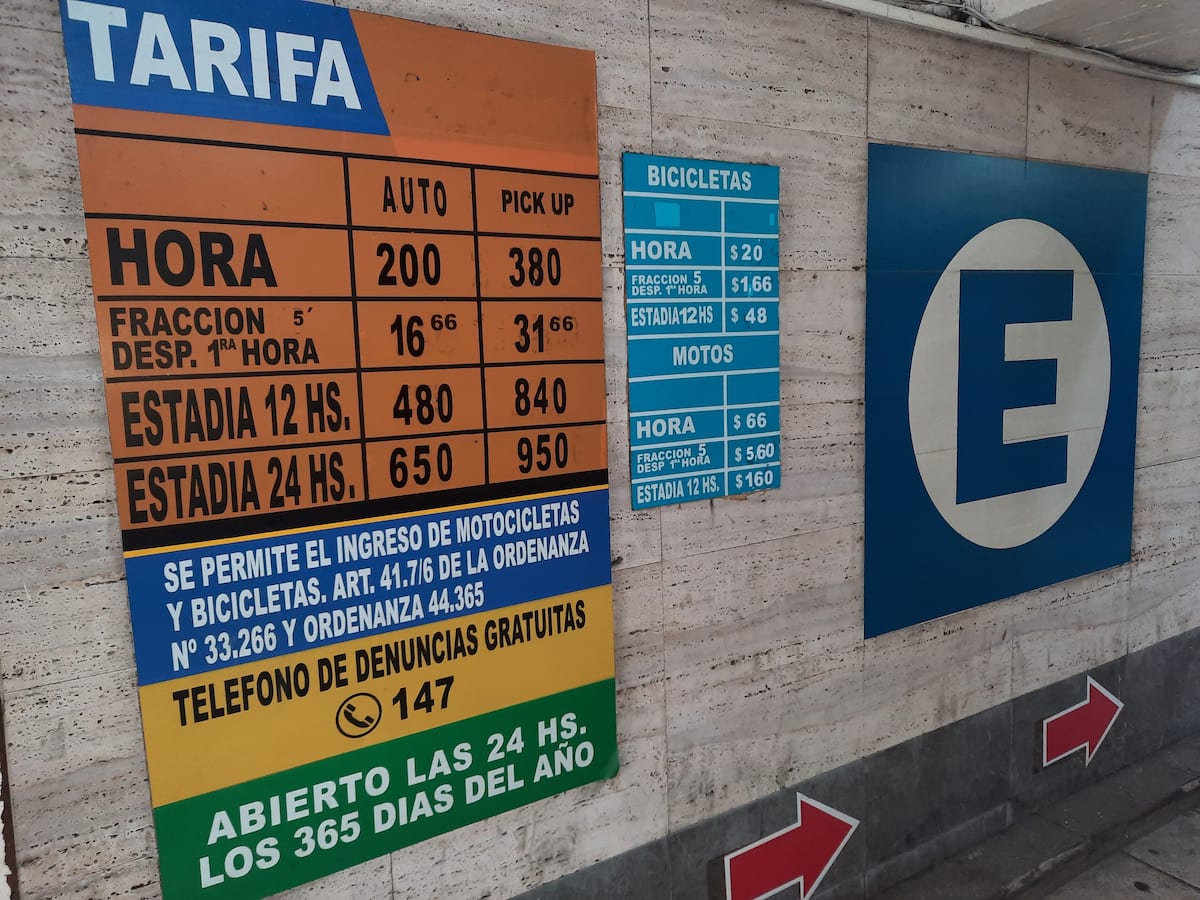 TARIFA
AUTO PICK UP
HORA 200 380
FRACCION 5´
DESP. 1RA HORA 16 66 31 66
ESTADIA 12 HS. 480 840
ESTADIA 24 HS. 650 950
SE PERMITE EL INGRESO DE MOTOCICLETAS
Y BICICLETAS. ART. 41.7/6 DE LA ORDENANZA
Nº 33.266 Y ORDENANZA 44.365
TELEFONO DE DENUNCIAS GRATUITAS
147
ABIERTO LAS 24 HS.
LOS 365 DIAS DEL AÑO
BICICLETAS
HORA $ 20
FRACCION 5
DESP. 1RA HORA $1,66
ESTADIA 12 HS $ 48
MOTOS
HORA $ 66
FRACCION 5
DESP 1RA HORA $ 5,60
ESTADIA 12 HS. $160
E